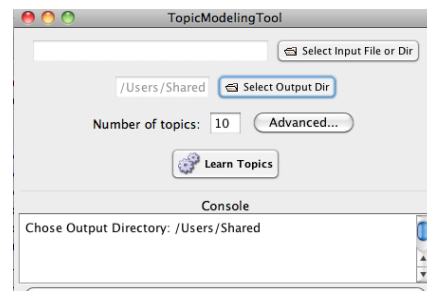 TopicModelingTool
Select Input File or Dir
/Users/Shared Select Output Dir
Number of topics: 10 Advanced...
Learn Topics
Console
Chose Output Directory: /Users/Shared